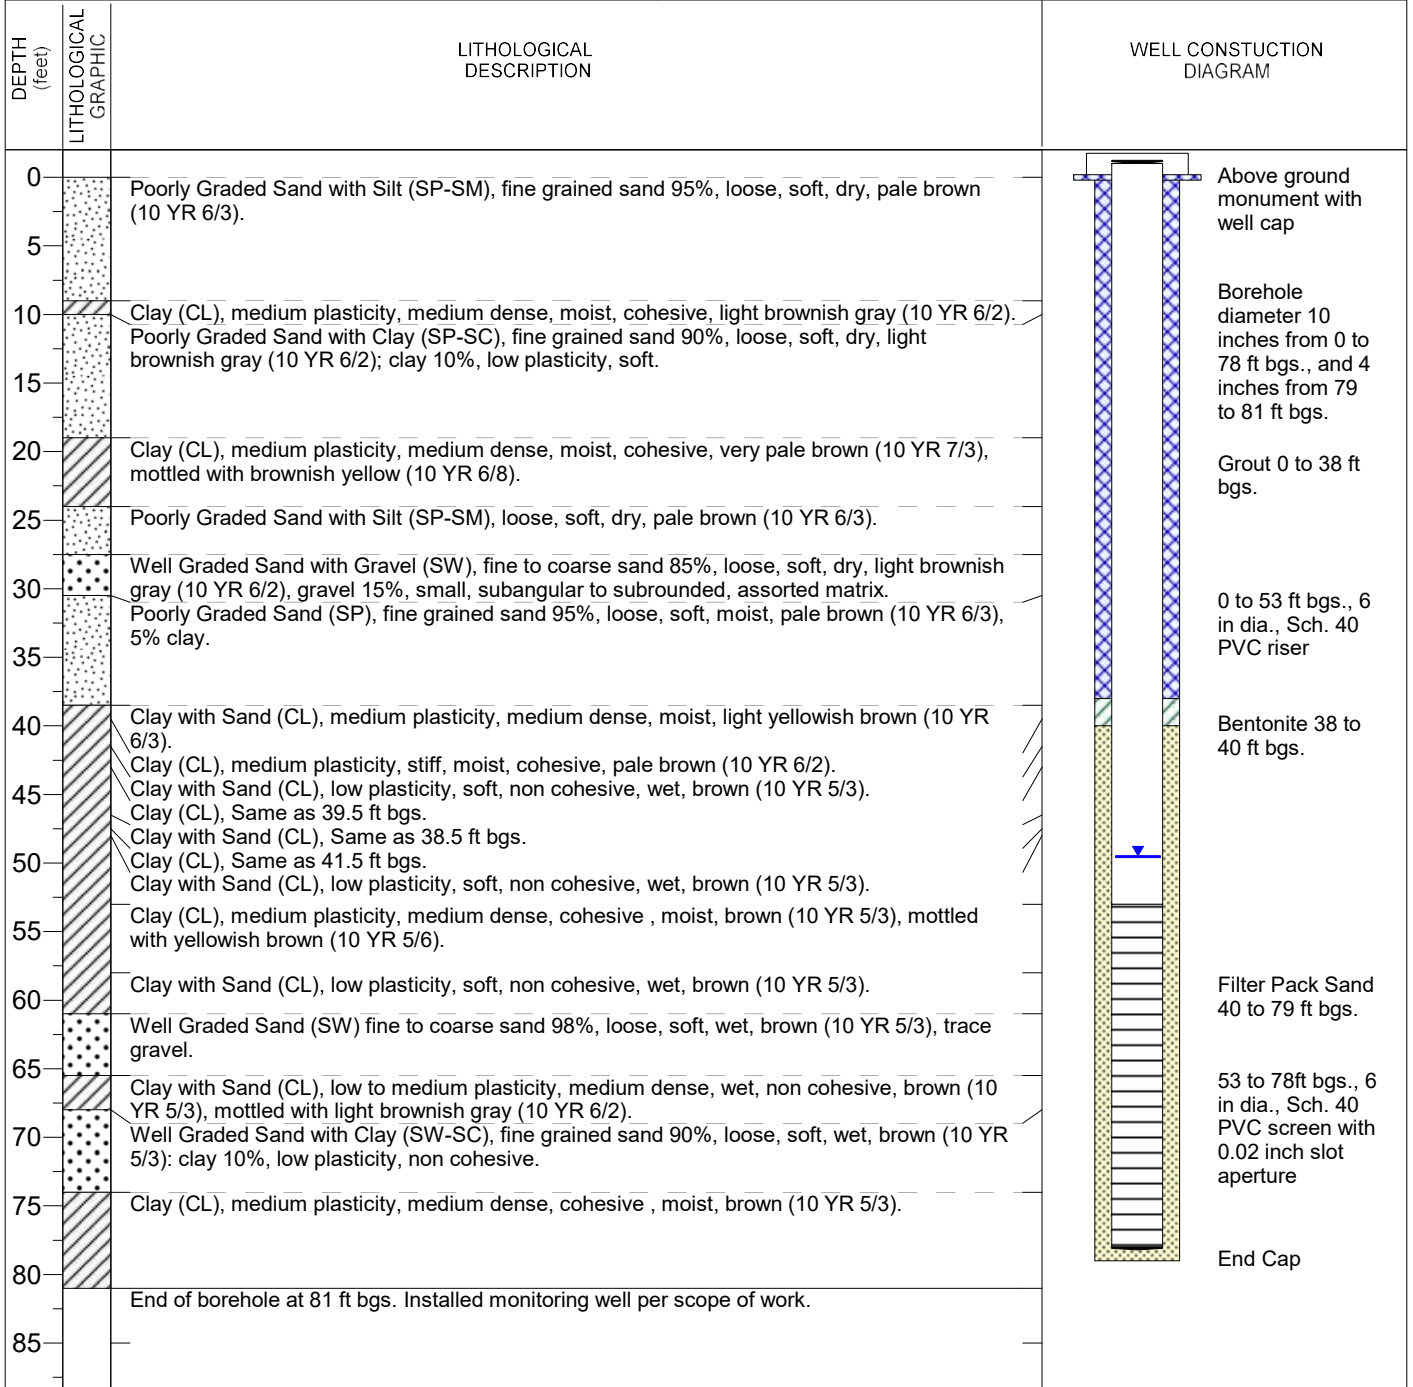 DEPTH
(feet)
LITHOLOGICAL
GRAPHIC
LITHOLOGICAL
DESCRIPTION
WELL CONSTUCTION
DIAGRAM
0
5
10
15
20
25
30
35
40
45
50
55
60
65
70
75
80
85
Poorly Graded Sand with Silt (SP-SM), fine grained sand 95%, loose, soft, dry, pale brown
(10 YR 6/3).
Clay (CL), medium plasticity, medium dense, moist, cohesive, light brownish gray (10 YR 6/2).
Poorly Graded Sand with Clay (SP-SC), fine grained sand 90%, loose, soft, dry, light
brownish gray (10 YR 6/2); clay 10%, low plasticity, soft.
Clay (CL), medium plasticity, medium dense, moist, cohesive, very pale brown (10 YR 7/3),
mottled with brownish yellow (10 YR 6/8).
Poorly Graded Sand with Silt (SP-SM), loose, soft, dry, pale brown (10 YR 6/3).
Well Graded Sand with Gravel (SW), fine to coarse sand 85%, loose, soft, dry, light brownish
gray (10 YR 6/2), gravel 15%, small, subangular to subrounded, assorted matrix.
Poorly Graded Sand (SP), fine grained sand 95%, loose, soft, moist, pale brown (10 YR 6/3),
5% clay.
Clay with Sand (CL), medium plasticity, medium dense, moist, light yellowish brown (10 YR
6/3).
Clay (CL), medium plasticity, stiff, moist, cohesive, pale brown (10 YR 6/2).
Clay with Sand (CL), low plasticity, soft, non cohesive, wet, brown (10 YR 5/3).
Clay (CL), Same as 39.5 ft bgs.
Clay with Sand (CL), Same as 38.5 ft bgs.
Clay (CL), Same as 41.5 ft bgs.
Clay with Sand (CL), low plasticity, soft, non cohesive, wet, brown (10 YR 5/3).
Clay (CL), medium plasticity, medium dense, cohesive , moist, brown (10 YR 5/3), mottled
with yellowish brown (10 YR 5/6).
Clay with Sand (CL), low plasticity, soft, non cohesive, wet, brown (10 YR 5/3).
Well Graded Sand (SW) fine to coarse sand 98%, loose, soft, wet, brown (10 YR 5/3), trace
gravel.
Clay with Sand (CL), low to medium plasticity, medium dense, wet, non cohesive, brown (10
YR 5/3), mottled with light brownish gray (10 YR 6/2).
Well Graded Sand with Clay (SW-SC), fine grained sand 90%, loose, soft, wet, brown (10 YR
5/3): clay 10%, low plasticity, non cohesive.
Clay (CL), medium plasticity, medium dense, cohesive , moist, brown (10 YR 5/3).
End of borehole at 81 ft bgs. Installed monitoring well per scope of work.
Above ground
monument with
well cap
Borehole
diameter 10
inches from 0 to
78 ft bgs., and 4
inches from 79
to 81 ft bgs.
Grout 0 to 38 ft
bgs.
0 to 53 ft bgs., 6
in dia., Sch. 40
PVC riser
Bentonite 38 to
40 ft bgs.
Filter Pack Sand
40 to 79 ft bgs.
53 to 78ft bgs., 6
in dia., Sch. 40
PVC screen with
0.02 inch slot
aperture
End Cap